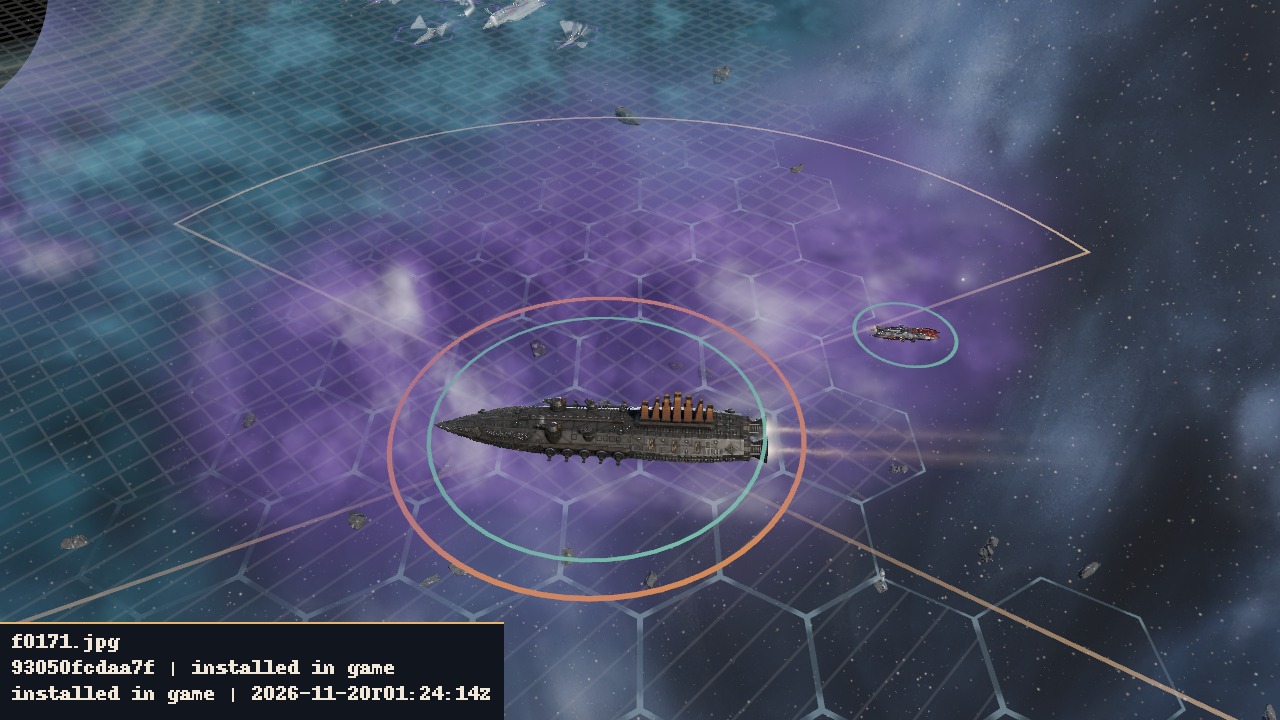 f0171.jpg
93050fcdaa7f | installed in game
installed in game | 2026-11-20T01:24:14Z